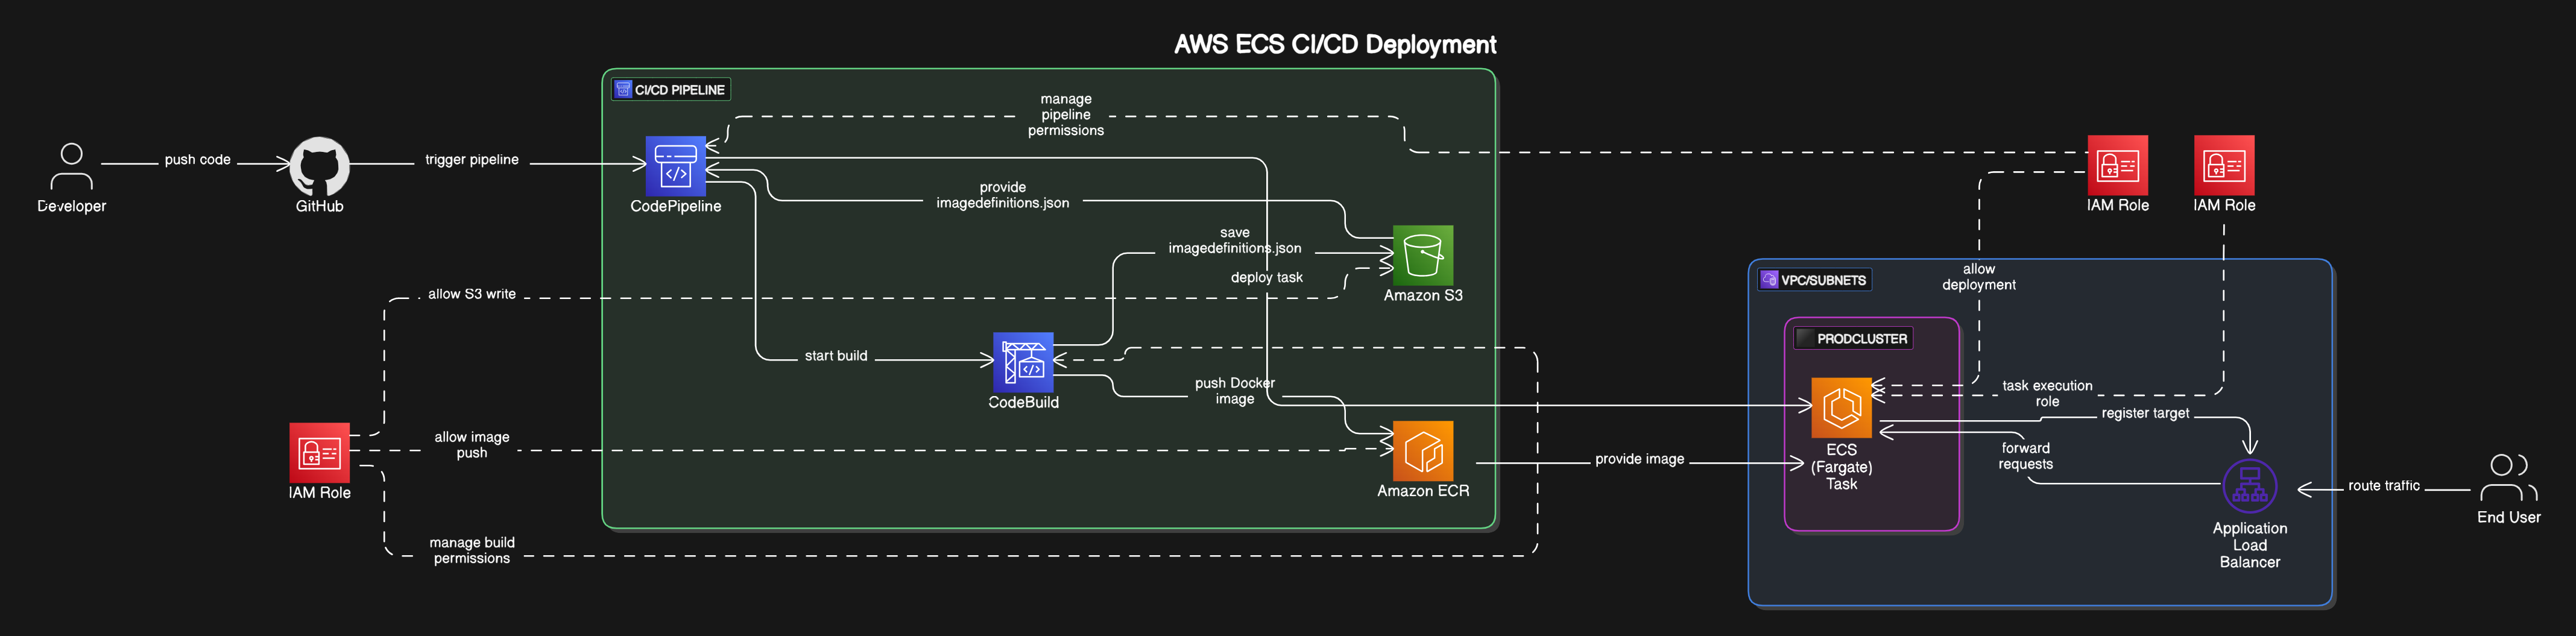 AWS ECS CI/CD Deployment
CI/CD PIPELINE
manage
pipeline
permissions
Developer
push code
GitHub
trigger pipeline
CodePipeline
provide
imagedefinitions.json
save
imagedefinitions.json
deploy task
Amazon S3
allow S3 write
start build
CodeBuild
push Docker
image
IAM Role
allow image
push
Amazon ECR
provide image
manage build
permissions
IAM Role
IAM Role
allow
deployment
VPC/SUBNETS
PRODCLUSTER
ECS
(Fargate)
Task
task execution
role
register target
forward
requests
Application
Load
Balancer
route traffic
End User